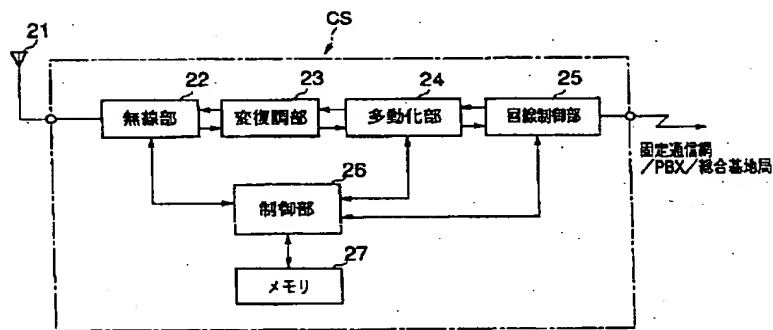 CS
21
22
23
24
25
無線部
変復調部
多動化部
回線制御部
固定通信網
/PBX/総合基地局
26
制御部
27
メモリ